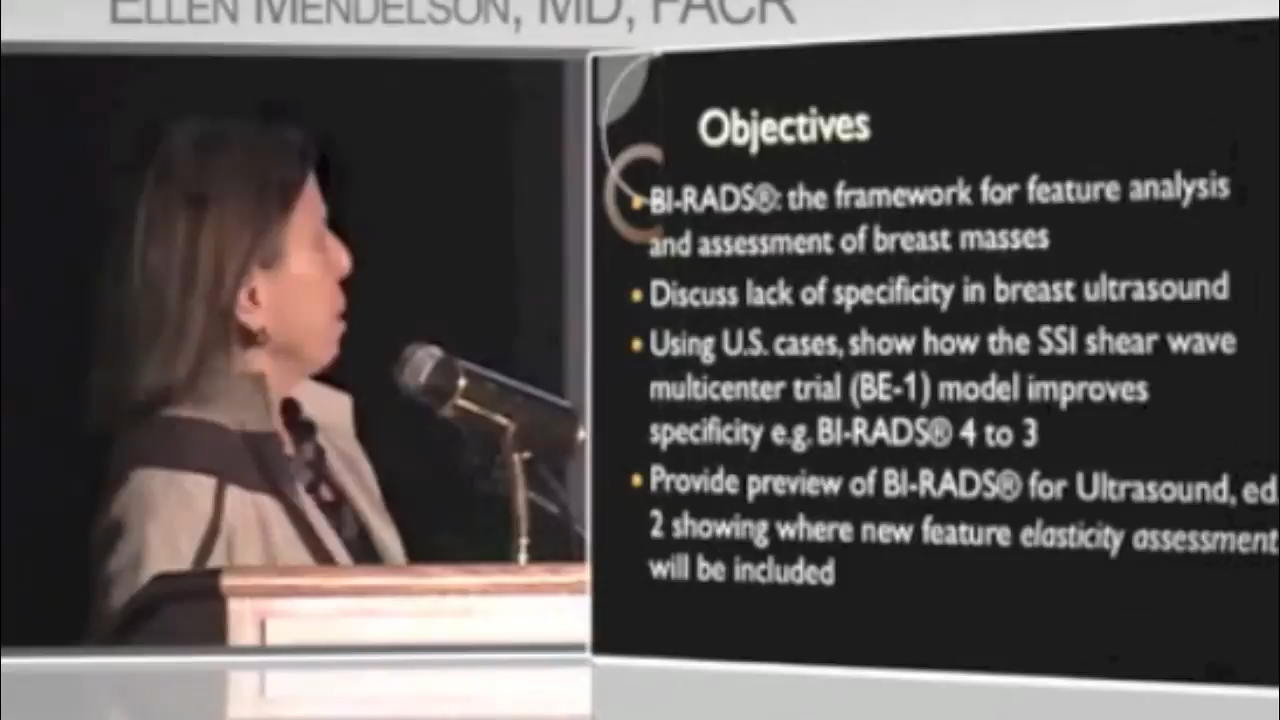 ELLEN MENDELSON, MD, FACR
Objectives
• BI-RADS®: the framework for feature analysis
and assessment of breast masses
• Discuss lack of specificity in breast ultrasound
• Using U.S. cases, show how the SSI shear wave
multicenter trial (BE-1) model improves
specificity e.g. BI-RADS® 4 to 3
• Provide preview of BI-RADS® for Ultrasound, ed
2 showing where new feature elasticity assessment
will be included